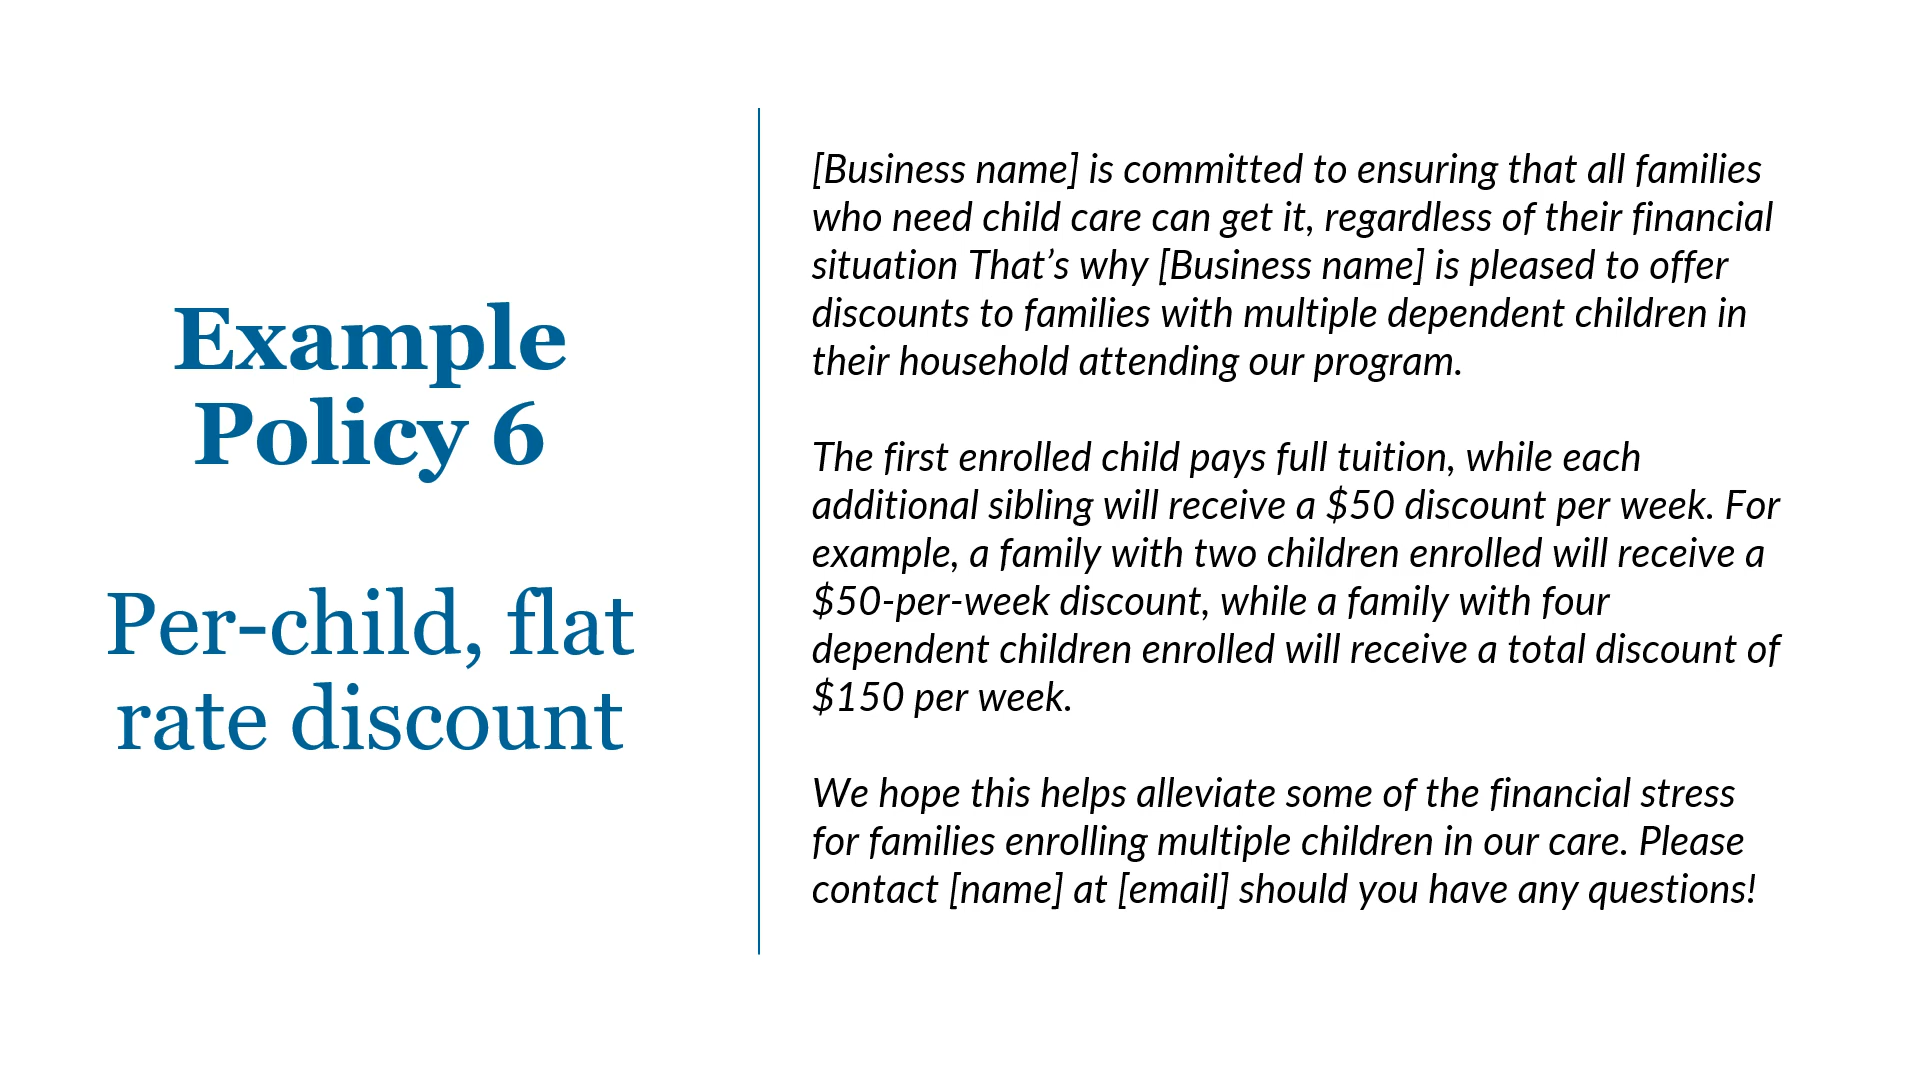 Example
Policy 6
Per-child, flat
rate discount
[Business name] is committed to ensuring that all families
who need child care can get it, regardless of their financial
situation That’s why [Business name] is pleased to offer
discounts to families with multiple dependent children in
their household attending our program.
The first enrolled child pays full tuition, while each
additional sibling will receive a $50 discount per week. For
example, a family with two children enrolled will receive a
$50-per-week discount, while a family with four
dependent children enrolled will receive a total discount of
$150 per week.
We hope this helps alleviate some of the financial stress
for families enrolling multiple children in our care. Please
contact [name] at [email] should you have any questions!